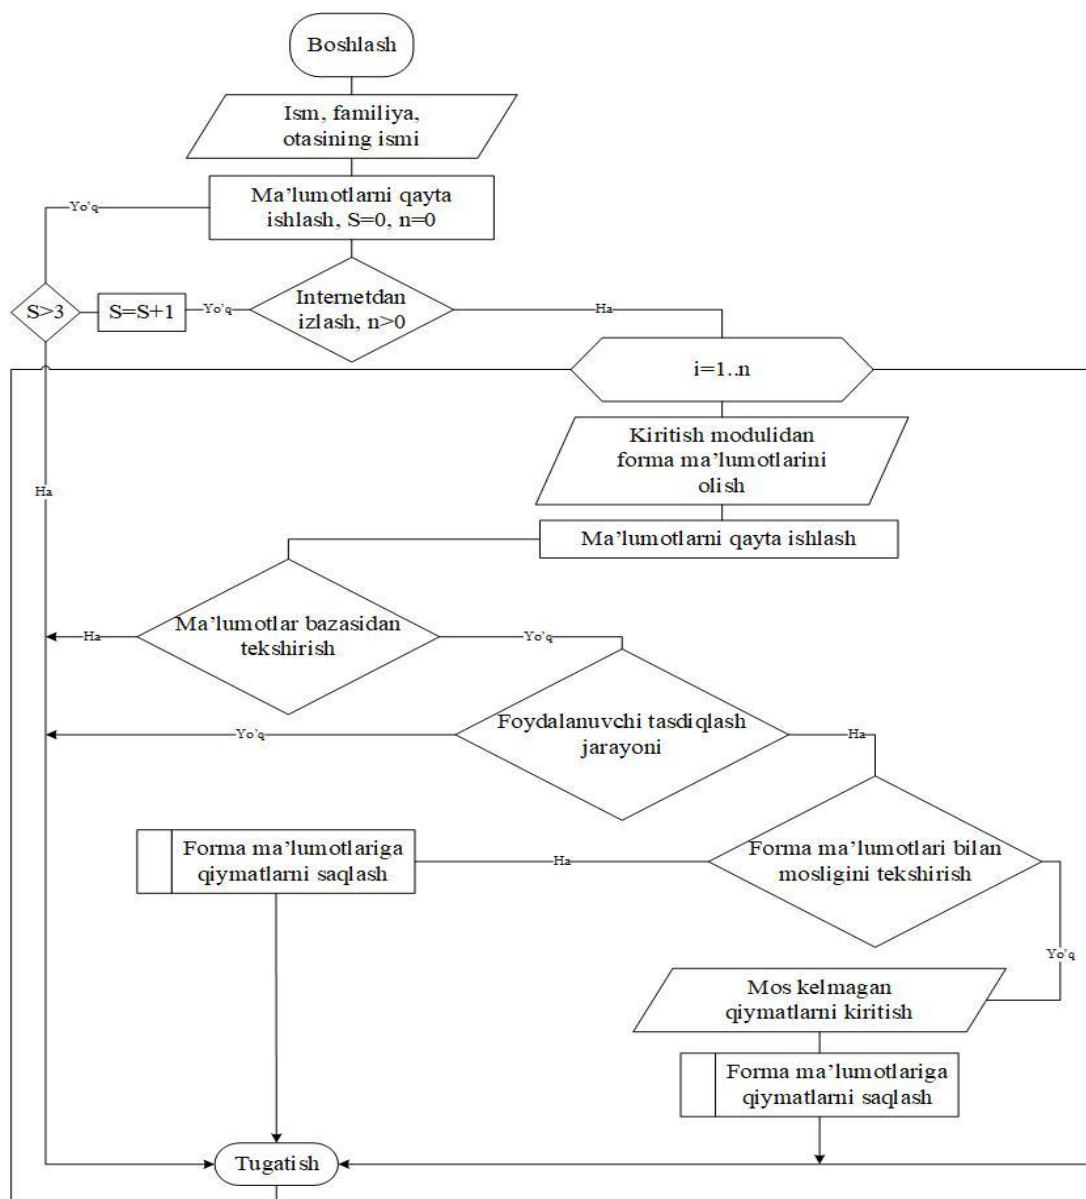 Boshlash
Ism, familiya,
otasining ismi
Ma’lumotlarni qayta
ishlash, S=0, n=0
Yo’q
S>3
S=S+1
Yo’q
Internetdan
izlash, n>0
Ha
i=1..n
Kiritish modulidan
forma ma’lumotlarini
olish
Ha
Ma’lumotlarni qayta ishlash
Ha
Ma’lumotlar bazasidan
tekshirish
Yo’q
Yo’q
Foydalanuvchi tasdiqlash
jarayoni
Ha
Forma ma’lumotlariga
qiymatlarni saqlash
Ha
Forma ma’lumotlari bilan
mosligini tekshirish
Yo’q
Mos kelmagan
qiymatlarni kiritish
Forma ma’lumotlariga
qiymatlarni saqlash
Tugatish